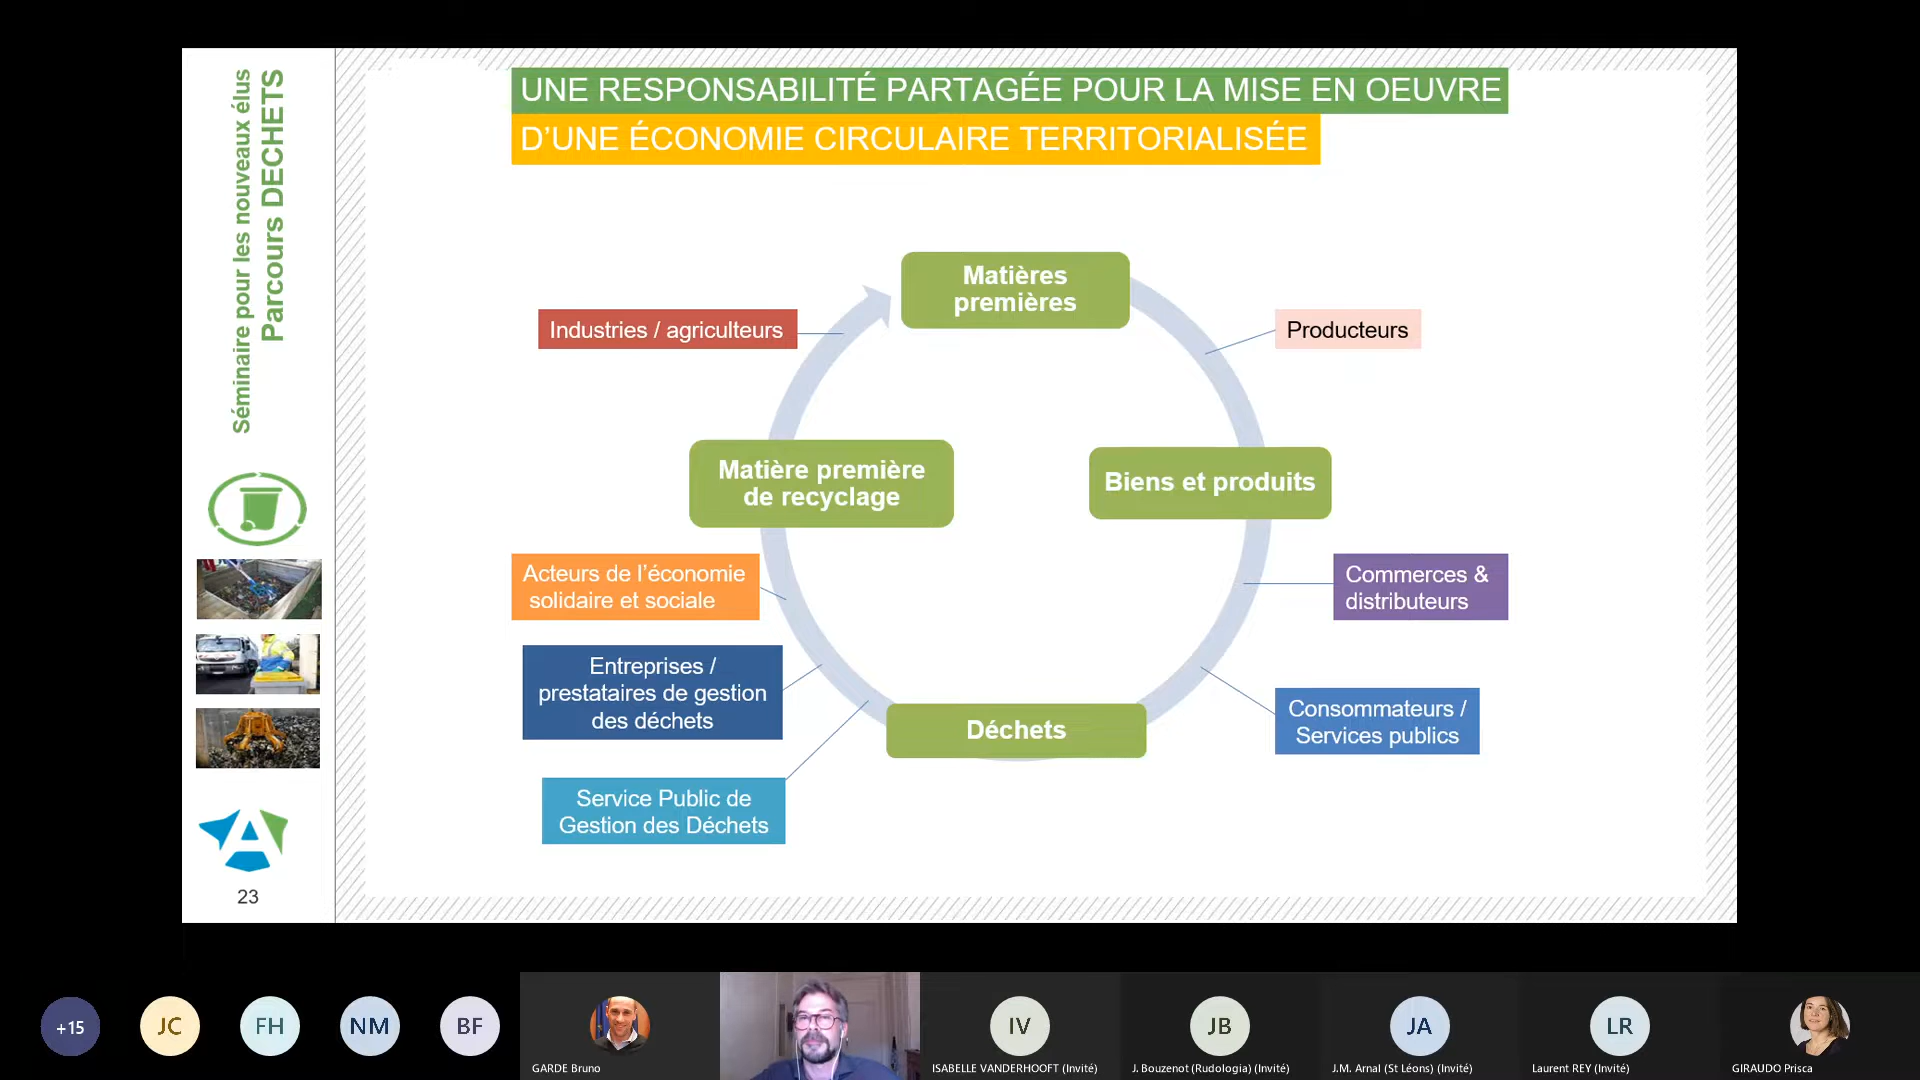 Séminaire pour les nouveaux élus
Parcours DECHETS
23
UNE RESPONSABILITÉ PARTAGÉE POUR LA MISE EN OEUVRE
D’UNE ÉCONOMIE CIRCULAIRE TERRITORIALISÉE
Matières
premières
Industries / agriculteurs
Producteurs
Matière première
de recyclage
Biens et produits
Acteurs de l’économie
solidaire et sociale
Commerces &
distributeurs
Entreprises /
prestataires de gestion
des déchets
Consommateurs /
Services publics
Déchets
Service Public de
Gestion des Déchets
+15
JC
FH
NM
BF
GARDE Bruno
IV
ISABELLE VANDERHOOFT (Invité)
JB
J. Bouzenot (Rudologia) (Invité)
JA
J.M. Arnal (St Léons) (Invité)
LR
Laurent REY (Invité)
GIRAUDO Prisca